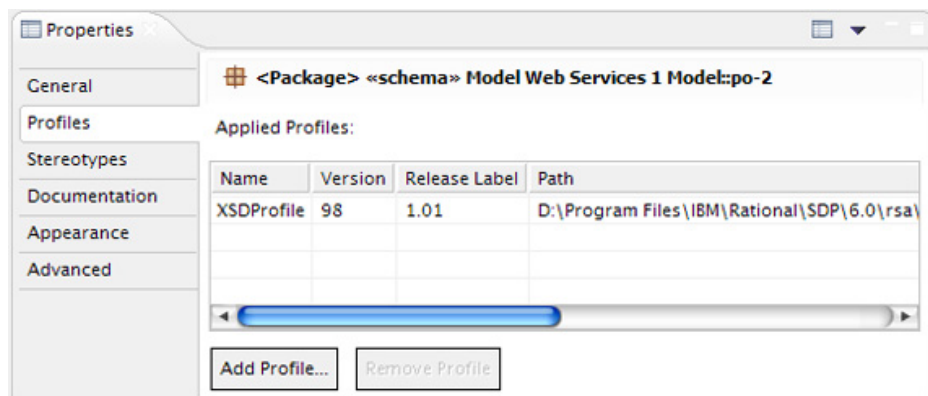 Properties
General
Profiles
Stereotypes
Documentation
Appearance
Advanced
<Package> «schema» Model Web Services 1 Model::po-2
Applied Profiles:
Name Version Release Label Path
XSDProfile 98 1.01 D:\Program Files\IBM\Rational\SDP\6.0\rsa\
Add Profile... Remove Profile